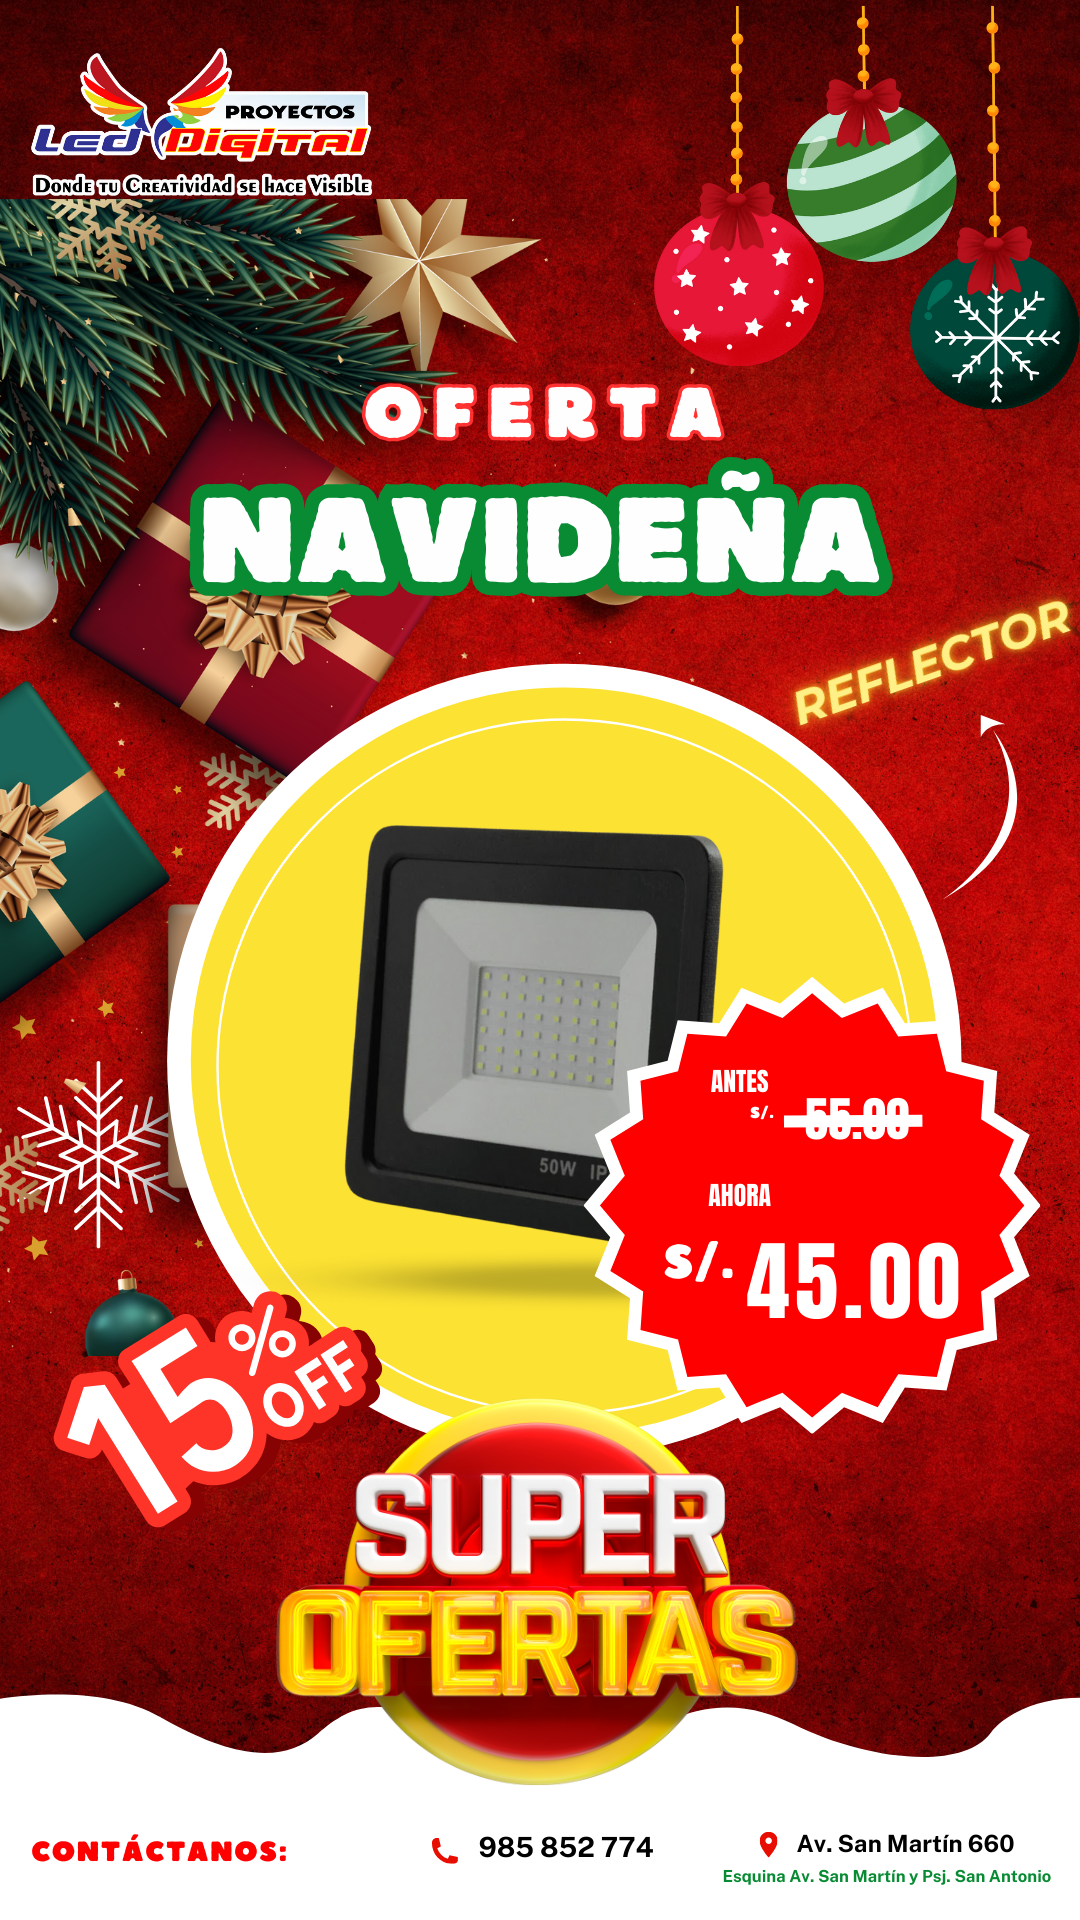 PROYECTOS
Led Digital
Donde tu Creatividad se hace Visible
OFERTA
NAVIDEÑA
REFLECTOR
50W IP
ANTES
S/. 55.00
AHORA
S/. 45.00
15% OFF
SUPER
OFERTAS
CONTÁCTANOS:
985 852 774
Av. San Martín 660
Esquina Av. San Martín y Psj. San Antonio